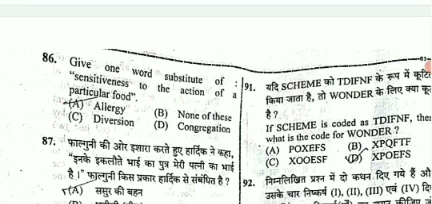 86. Give one word substitute of :
"sensitiveness to the action of a
particular food".
(A) Allergy (B) None of these
(C) Diversion (D) Congregation
87. फाल्गुनी की ओर इशारा करते हुए हार्दिक ने कहा,
"इनके इकलौते भाई का पुत्र मेरी पत्नी का भाई
है।" फाल्गुनी किस प्रकार हार्दिक से संबंधित है ?
(A) ससुर की बहन
91. यदि SCHEME को TDIFNF के रूप में
किया जाता है, तो WONDER के लिए क्या
है ?
If SCHEME is coded as TDIFNF, the
what is the code for WONDER ?
(A) POXEFS (B) XPQFTF
(C) XOOESF (D) XPOEFS
92. निम्नलिखित प्रश्न में दो कथन दिए गये हैं
उसके चार निष्कर्ष (I), (II), (III) एवं (IV)